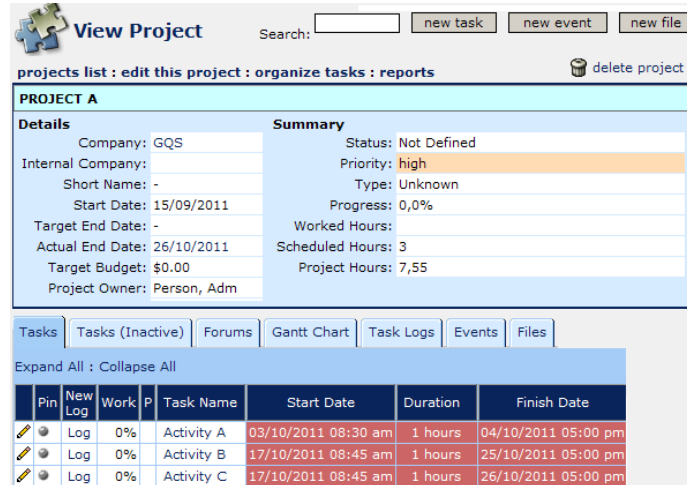 View Project Search: new task new event new file
projects list : edit this project : organize tasks : reports delete project
PROJECT A
Details Summary
Company: GQS Status: Not Defined
Internal Company: Priority: high
Short Name: - Type: Unknown
Start Date: 15/09/2011 Progress: 0,0%
Target End Date: - Worked Hours:
Actual End Date: 26/10/2011 Scheduled Hours: 3
Target Budget: $0.00 Project Hours: 7,55
Project Owner: Person, Adm
Tasks Tasks (Inactive) Forums Gantt Chart Task Logs Events Files
Expand All : Collapse All
Pin New Log Work P Task Name Start Date Duration Finish Date
Log 0% Activity A 03/10/2011 08:30 am 1 hours 04/10/2011 05:00 pm
Log 0% Activity B 17/10/2011 08:45 am 1 hours 25/10/2011 05:00 pm
Log 0% Activity C 17/10/2011 08:45 am 1 hours 26/10/2011 05:00 pm